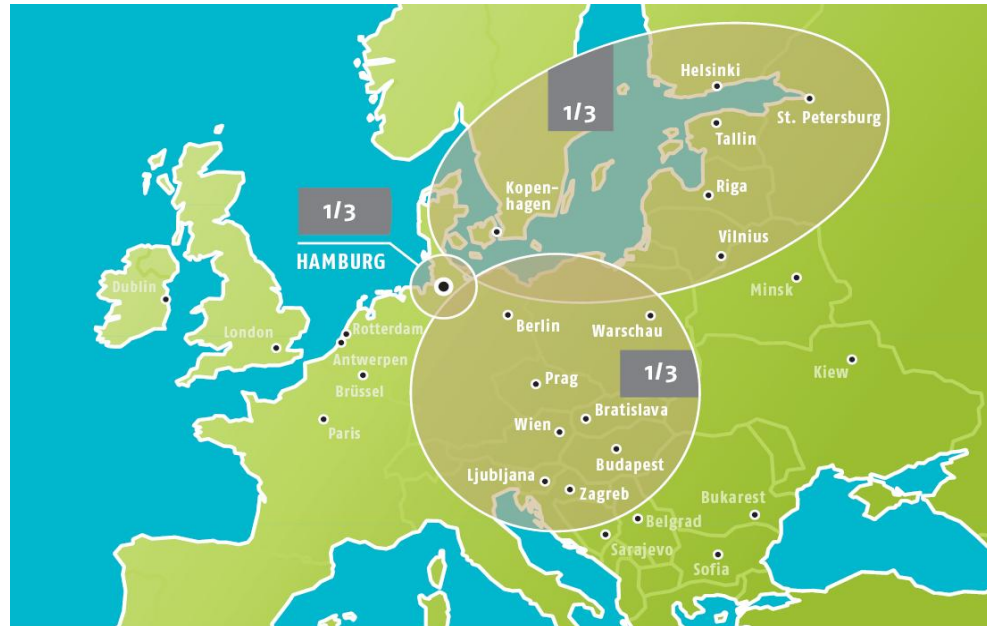 Helsinki
1/3
St. Petersburg
Tallin
Kopen-
hagen
Riga
1/3
Vilnius
HAMBURG
Minsk
Dublin
Berlin
Warschau
Rotterdam
London
Antwerpen
Kiew
1/3
Prag
Brüssel
Bratislava
Wien
Paris
Budapest
Ljubljana
Zagreb
Bukarest
Belgrad
Sarajevo
Sofia